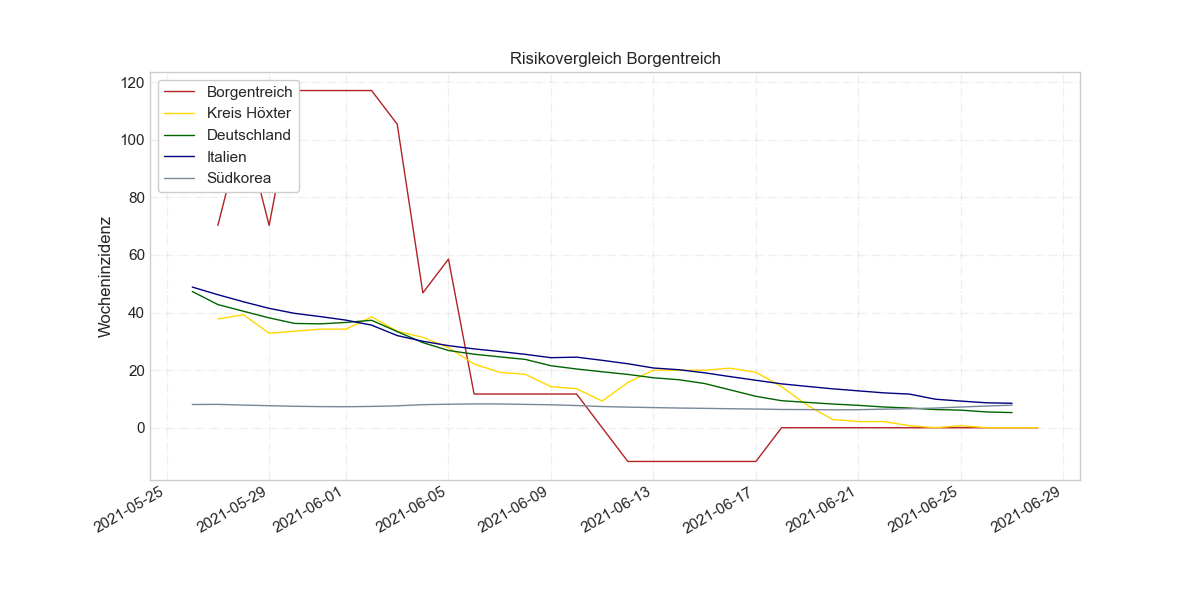 Risikovergleich Borgentreich
Wocheninzidenz
120
100
80
60
40
20
0
Borgentreich
Kreis Höxter
Deutschland
Italien
Südkorea
2021-05-25
2021-05-29
2021-06-01
2021-06-05
2021-06-09
2021-06-13
2021-06-17
2021-06-21
2021-06-25
2021-06-29